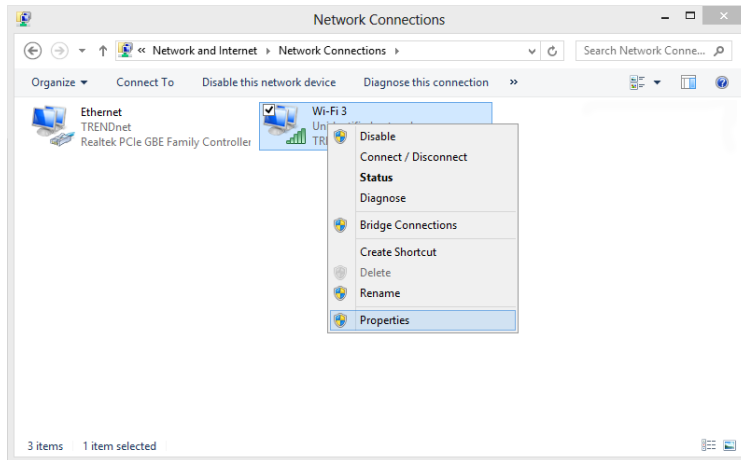 Network Connections
« Network and Internet ▸ Network Connections ▸
Search Network Conne...
Organize ▾ Connect To Disable this network device Diagnose this connection »
Ethernet
TRENDnet
Realtek PCIe GBE Family Controller
Wi-Fi 3
Disable
Connect / Disconnect
Status
Diagnose
Bridge Connections
Create Shortcut
Delete
Rename
Properties
3 items 1 item selected